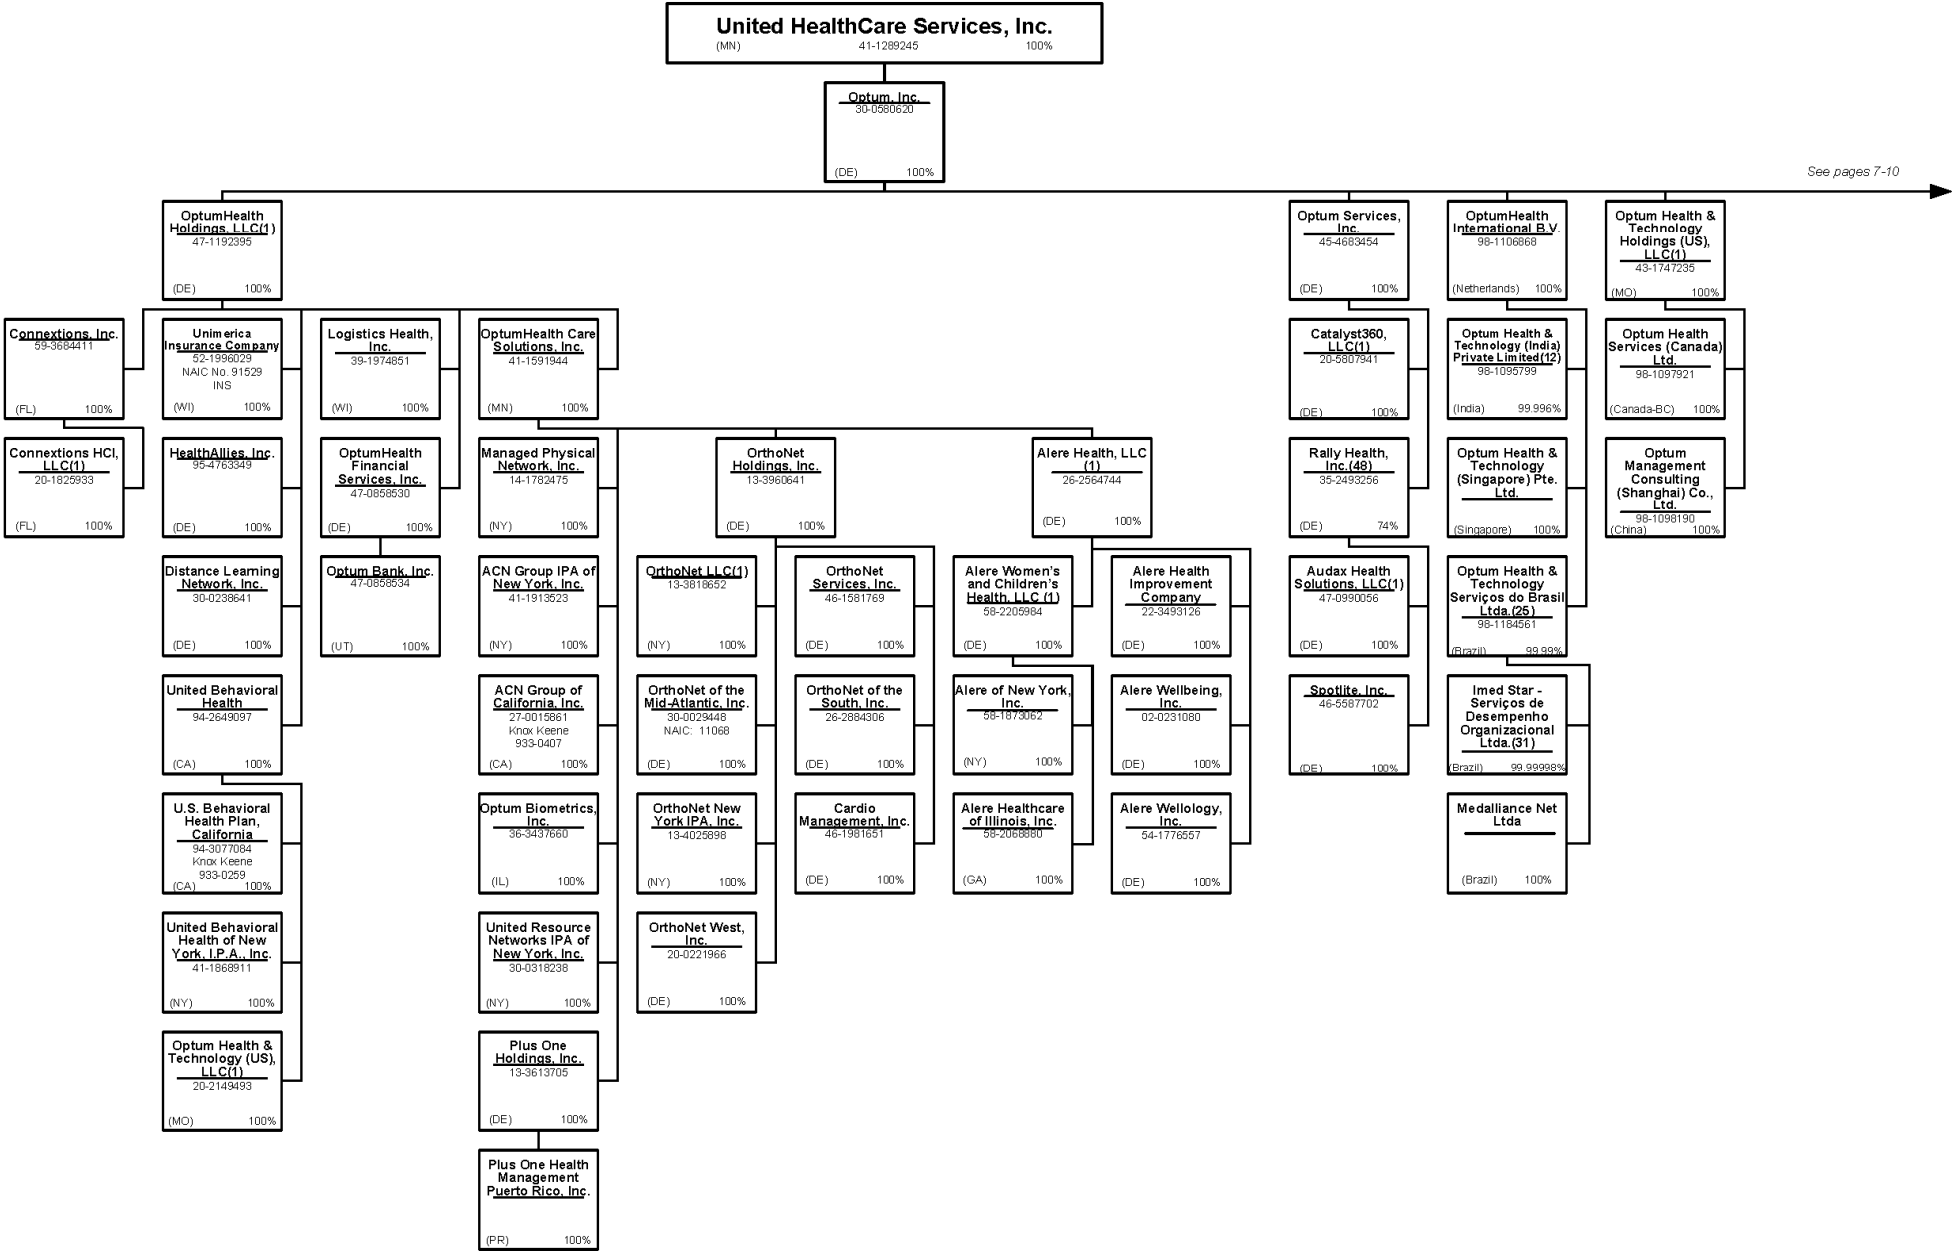 United HealthCare Services, Inc.
(MN) 41-1289245 100%
Optum, Inc.
30-0580620
(DE) 100%
See pages 7-10
OptumHealth
Holdings, LLC(1)
47-1192395
(DE) 100%
Optum Services,
Inc.
45-4683454
(DE) 100%
OptumHealth
International B.V.
98-1106868
(Netherlands) 100%
Optum Health &
Technology
Holdings (US),
LLC(1)
43-1747235
(MO) 100%
Connextions, Inc.
59-3684411
(FL) 100%
Unimerica
Insurance Company
52-1996029
NAIC No. 91529
INS
(WI) 100%
Logistics Health,
Inc.
39-1974851
(WI) 100%
OptumHealth Care
Solutions, Inc.
41-1591944
(MN) 100%
Catalyst360,
LLC(1)
20-5807941
(DE) 100%
Optum Health &
Technology (India)
Private Limited(12)
98-1095799
(India) 99.996%
Optum Health
Services (Canada)
Ltd.
98-1097921
(Canada-BC) 100%
Connextions HCI,
LLC(1)
20-1825933
(FL) 100%
HealthAllies, Inc.
95-4763349
(DE) 100%
OptumHealth
Financial
Services, Inc.
47-0858530
(DE) 100%
Managed Physical
Network, Inc.
14-1782475
(NY) 100%
OrthoNet
Holdings, Inc.
13-3960641
(DE) 100%
Alere Health, LLC
(1)
26-2564744
(DE) 100%
Rally Health,
Inc.(48)
35-2493256
(DE) 74%
Optum Health &
Technology
(Singapore) Pte.
Ltd.
(Singapore) 100%
Optum
Management
Consulting
(Shanghai) Co.,
Ltd.
98-1098190
(China) 100%
Distance Learning
Network, Inc.
30-0238641
(DE) 100%
Optum Bank, Inc.
47-0858534
(UT) 100%
ACN Group IPA of
New York, Inc.
41-1913523
(NY) 100%
OrthoNet LLC(1)
13-3818652
(NY) 100%
OrthoNet
Services, Inc.
46-1581769
(DE) 100%
Alere Women's
and Children's
Health, LLC (1)
58-2205984
(DE) 100%
Alere Health
Improvement
Company
22-3493126
(DE) 100%
Audax Health
Solutions, LLC(1)
47-0990056
(DE) 100%
Optum Health &
Technology
Serviços do Brasil
Ltda.(25)
98-1184561
(Brazil) 99.99%
United Behavioral
Health
94-2649097
(CA) 100%
ACN Group of
California, Inc.
27-0015861
Knox Keene
933-0407
(CA) 100%
OrthoNet of the
Mid-Atlantic, Inc.
30-0029448
NAIC: 11068
(DE) 100%
OrthoNet of the
South, Inc.
26-2884306
(DE) 100%
Alere of New York,
Inc.
58-1873062
(NY) 100%
Alere Wellbeing,
Inc.
02-0231080
(DE) 100%
Spotlite, Inc.
46-5587702
(DE) 100%
Imed Star -
Serviços de
Desempenho
Organizacional
Ltda.(31)
(Brazil) 99.99998%
U.S. Behavioral
Health Plan,
California
94-3077084
Knox Keene
933-0259
(CA) 100%
Optum Biometrics,
Inc.
36-3437660
(IL) 100%
OrthoNet New
York IPA, Inc.
13-4025898
(NY) 100%
Cardio
Management, Inc.
46-1981651
(DE) 100%
Alere Healthcare
of Illinois, Inc.
58-2068880
(GA) 100%
Alere Wellology,
Inc.
54-1776557
(DE) 100%
Medalliance Net
Ltda
(Brazil) 100%
United Behavioral
Health of New
York, I.P.A., Inc.
41-1868911
(NY) 100%
United Resource
Networks IPA of
New York, Inc.
30-0318238
(NY) 100%
OrthoNet West,
Inc.
20-0221966
(DE) 100%
Optum Health &
Technology (US),
LLC(1)
20-2149493
(MO) 100%
Plus One
Holdings, Inc.
13-3613705
(DE) 100%
Plus One Health
Management
Puerto Rico, Inc.
(PR) 100%